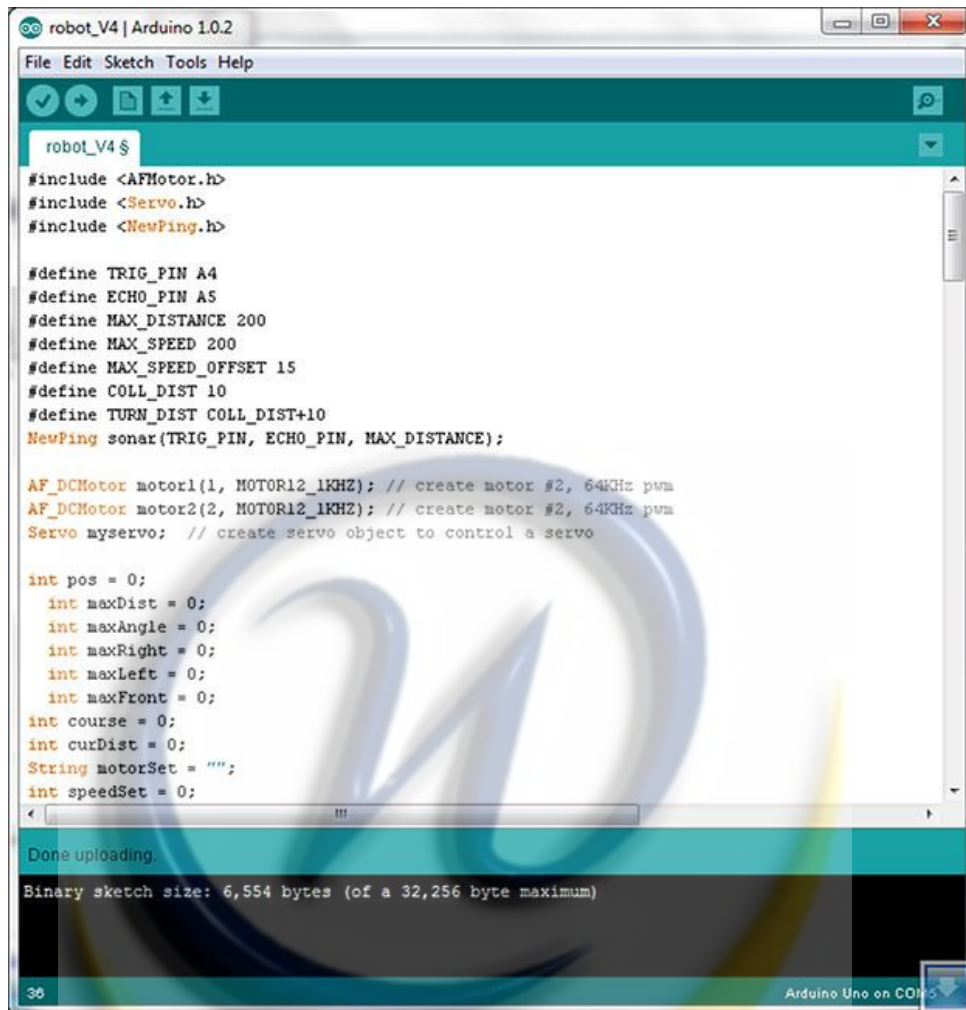 robot_V4 | Arduino 1.0.2
File Edit Sketch Tools Help
robot_V4 §
#include <AFMotor.h>
#include <Servo.h>
#include <NewPing.h>
#define TRIG_PIN A4
#define ECHO_PIN A5
#define MAX_DISTANCE 200
#define MAX_SPEED 200
#define MAX_SPEED_OFFSET 15
#define COLL_DIST 10
#define TURN_DIST COLL_DIST+10
NewPing sonar(TRIG_PIN, ECHO_PIN, MAX_DISTANCE);
AF_DCMotor motor1(1, MOTOR12_1KHZ); // create motor #2, 64KHz pwm
AF_DCMotor motor2(2, MOTOR12_1KHZ); // create motor #2, 64KHz pwm
Servo myservo;  // create servo object to control a servo
int pos = 0;
int maxDist = 0;
int maxAngle = 0;
int maxRight = 0;
int maxLeft = 0;
int maxFront = 0;
int course = 0;
int curDist = 0;
String motorSet = "";
int speedSet = 0;
Done uploading.
Binary sketch size: 6,554 bytes (of a 32,256 byte maximum)
36
Arduino Uno on COM5